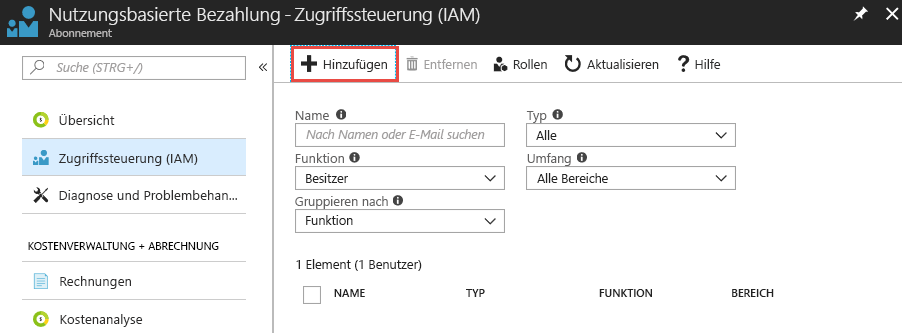 Nutzungsbasierte Bezahlung - Zugriffssteuerung (IAM)
Abonnement
Suche (STRG+/)
Übersicht
Zugriffssteuerung (IAM)
Diagnose und Problembehan...
KOSTENVERWALTUNG + ABRECHNUNG
Rechnungen
Kostenanalyse
Hinzufügen Entfernen Rollen Aktualisieren Hilfe
Name Typ
Nach Namen oder E-Mail suchen Alle
Funktion Umfang
Besitzer Alle Bereiche
Gruppieren nach
Funktion
1 Element (1 Benutzer)
NAME TYP FUNKTION BEREICH